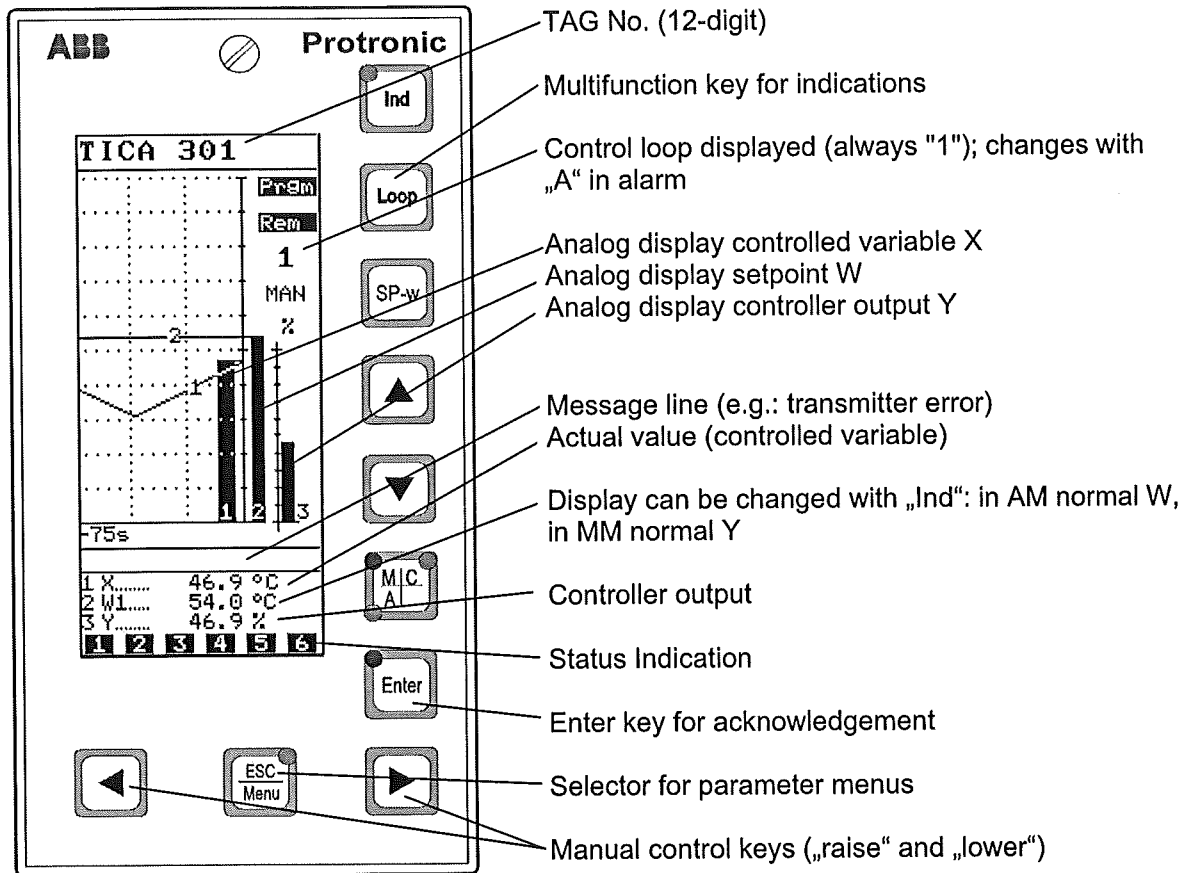 ABB
Protronic
TAG No. (12-digit)
Ind
Multifunction key for indications
TICA 301
Control loop displayed (always "1"); changes with
„A“ in alarm
Prgm
Loop
Rem
1
Analog display controlled variable X
Analog display setpoint W
Analog display controller output Y
MAN
SP-w
%
2
1
Message line (e.g.: transmitter error)
Actual value (controlled variable)
1 2 3
Display can be changed with „Ind“: in AM normal W,
in MM normal Y
-75s
1 X....... 46.9 °C
2 W1..... 54.0 °C
3 Y........ 46.9 %
M C
A
Controller output
1 2 3 4 5 6
Status Indication
Enter
Enter key for acknowledgement
ESC
Menu
Selector for parameter menus
Manual control keys („raise“ and „lower“)